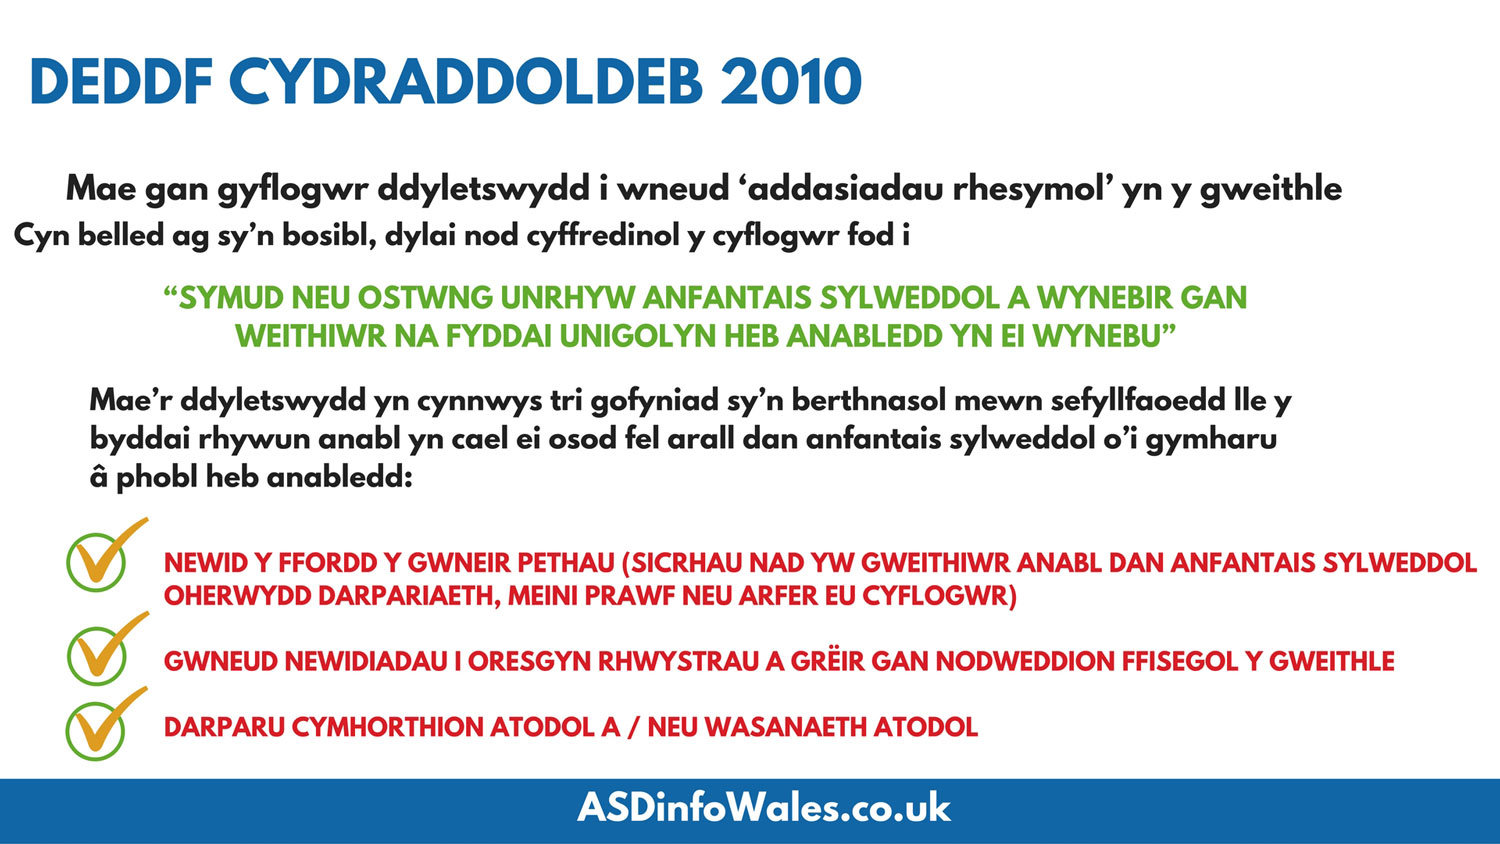 DEDDF CYDRADDOLDEB 2010
Mae gan gyflogwr ddyletswydd i wneud ‘addasiadau rhesymol’ yn y gweithle
Cyn belled ag sy’n bosibl, dylai nod cyffredinol y cyflogwr fod i
“SYMUD NEU OSTWNG UNRHYW ANFANTAIS SYLWEDDOL A WYNEBIR GAN
WEITHIWR NA FYDDAI UNIGOLYN HEB ANABLEDD YN EI WYNEBU”
Mae’r ddyletswydd yn cynnwys tri gofyniad sy’n berthnasol mewn sefyllfaoedd lle y
byddai rhywun anabl yn cael ei osod fel arall dan anfantais sylweddol o’i gymharu
â phobl heb anabledd:
NEWID Y FFORDD Y GWNEIR PETHAU (SICRHAU NAD YW GWEITHIWR ANABL DAN ANFANTAIS SYLWEDDOL
OHERWYDD DARPARIAETH, MEINI PRAWF NEU ARFER EU CYFLOGWR)
GWNEUD NEWIDIADAU I ORESGYN RHWYSTRAU A GRËIR GAN NODWEDDION FFISEGOL Y GWEITHLE
DARPARU CYMHORTHION ATODOL A / NEU WASANAETH ATODOL
ASDinfoWales.co.uk